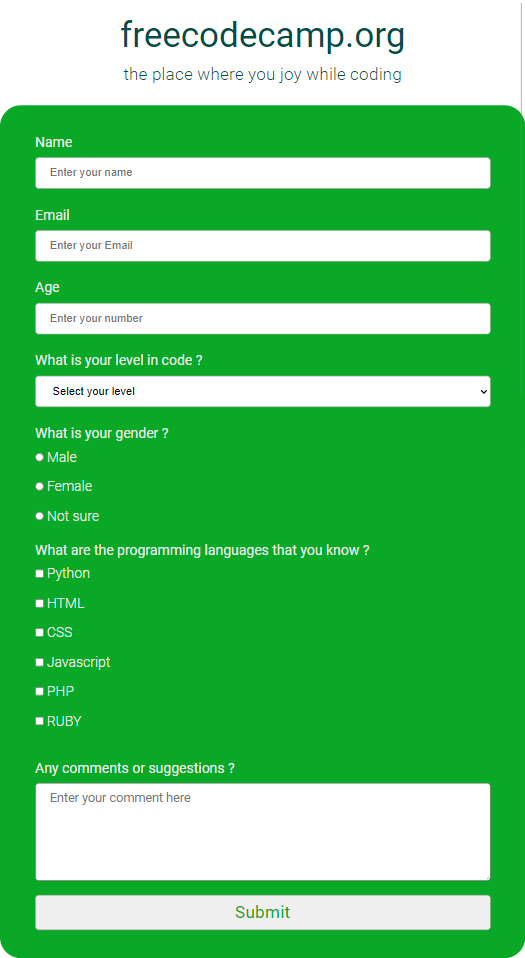 freecodecamp.org
the place where you joy while coding
Name
Enter your name
Email
Enter your Email
Age
Enter your number
What is your level in code ?
Select your level
What is your gender ?
Male
Female
Not sure
What are the programming languages that you know ?
Python
HTML
CSS
Javascript
PHP
RUBY
Any comments or suggestions ?
Enter your comment here
Submit